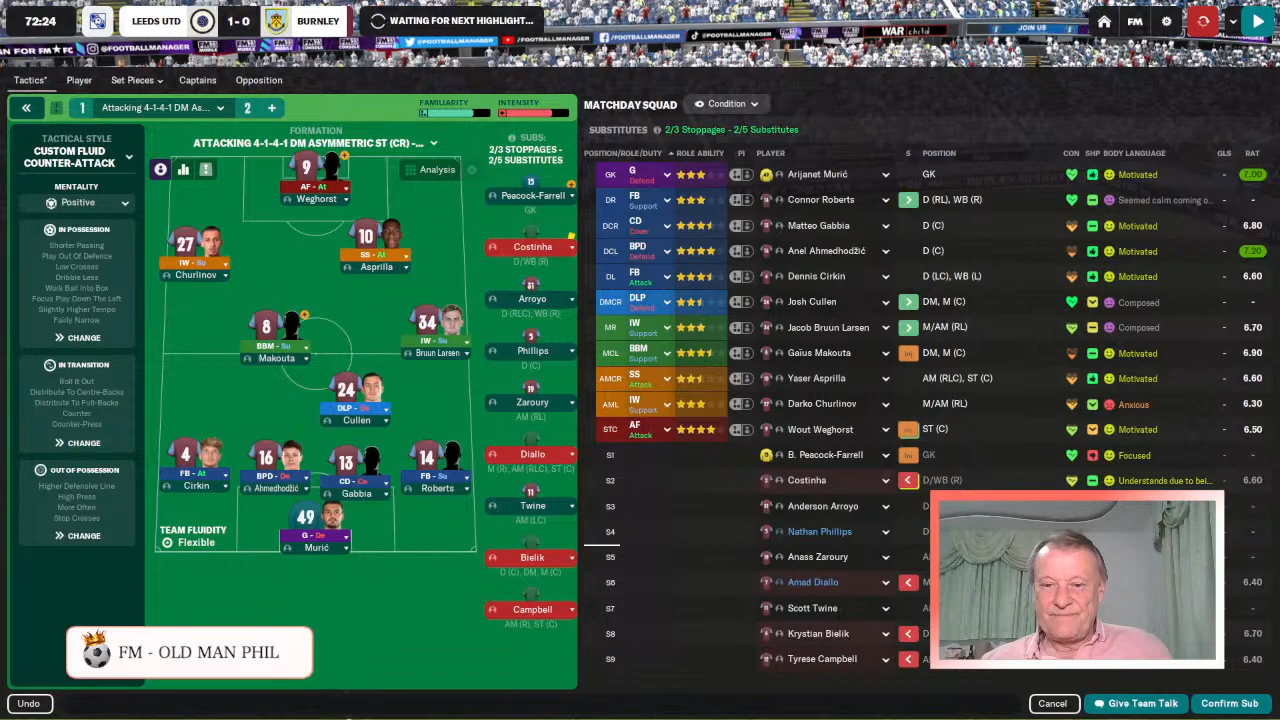 72:24 LEEDS UTD 1 - 0 BURNLEY WAITING FOR NEXT HIGHLIGHT... FM
@FOOTBALLMANAGER WAR child JOIN US
Tactics* Player Set Pieces Captains Opposition
1 Attacking 4-1-4-1 DM As... 2 +
FAMILIARITY INTENSITY
TACTICAL STYLE
CUSTOM FLUID
COUNTER-ATTACK
MENTALITY
Positive
IN POSSESSION
Shorter Passing
Play Out Of Defence
Low Crosses
Dribble Less
Work Ball Into Box
Focus Play Down The Left
Slightly Higher Tempo
Fairly Narrow
CHANGE
IN TRANSITION
Roll It Out
Distribute To Centre-Backs
Distribute To Full-Backs
Counter
Counter-Press
CHANGE
OUT OF POSSESSION
Higher Defensive Line
High Press
More Often
Stop Crosses
CHANGE
FORMATION
ATTACKING 4-1-4-1 DM ASYMMETRIC ST (CR) -...
Analysis
9
AF - At
Weghorst
27
IW - Su
Churlinov
10
SS - At
Asprilla
8
BBM - Su
Makouta
34
IW - Su
Bruun Larsen
24
DLP - De
Cullen
4
FB - At
Cirkin
16
BPD - De
Ahmedhodžić
13
CD - Co
Gabbia
14
FB - Su
Roberts
49
G - De
Murić
TEAM FLUIDITY
Flexible
SUBS:
2/3 STOPPAGES -
2/5 SUBSTITUTES
15
Peacock-Farrell
GK
Costinha
D/WB (R)
31
Arroyo
D (RLC), WB (R)
Phillips
D (C)
19
Zaroury
AM (RL)
Diallo
M (R), AM (RLC), ST (C)
11
Twine
AM (LC)
Bielik
D (C), DM, M (C)
Campbell
AM (R), ST (C)
MATCHDAY SQUAD Condition
SUBSTITUTES 2/3 Stoppages - 2/5 Substitutes
POSITION/ROLE/DUTY ROLE ABILITY PI PLAYER S POSITION CON SHP BODY LANGUAGE GLS RAT
GK G Defend Arijanet Murić GK Motivated - 7.00
DR FB Support Connor Roberts D (RL), WB (R) Seemed calm coming o... - -
DCR CD Cover Matteo Gabbia D (C) Motivated - 6.80
DCL BPD Defend Anel Ahmedhodžić D (C) Motivated - 7.20
DL FB Attack Dennis Cirkin D (LC), WB (L) Motivated - 6.60
DMCR DLP Defend Josh Cullen DM, M (C) Composed - -
MR IW Support Jacob Bruun Larsen M/AM (RL) Composed - 6.70
MCL BBM Support Gaïus Makouta Inj DM, M (C) Motivated - 6.90
AMCR SS Attack Yaser Asprilla AM (RLC), ST (C) Motivated - 6.60
AML IW Support Darko Churlinov M/AM (RL) Anxious - 6.30
STC AF Attack Wout Weghorst ST (C) Motivated - 6.50
S1 B. Peacock-Farrell Inj GK Focused - -
S2 Costinha D/WB (R) Understands due to bei... - 6.60
S3 Anderson Arroyo
S4 Nathan Phillips
S5 Anass Zaroury
S6 Amad Diallo 6.40
S7 Scott Twine
S8 Krystian Bielik 6.70
S9 Tyrese Campbell 6.40
FM - OLD MAN PHIL
Undo Cancel Give Team Talk Confirm Sub